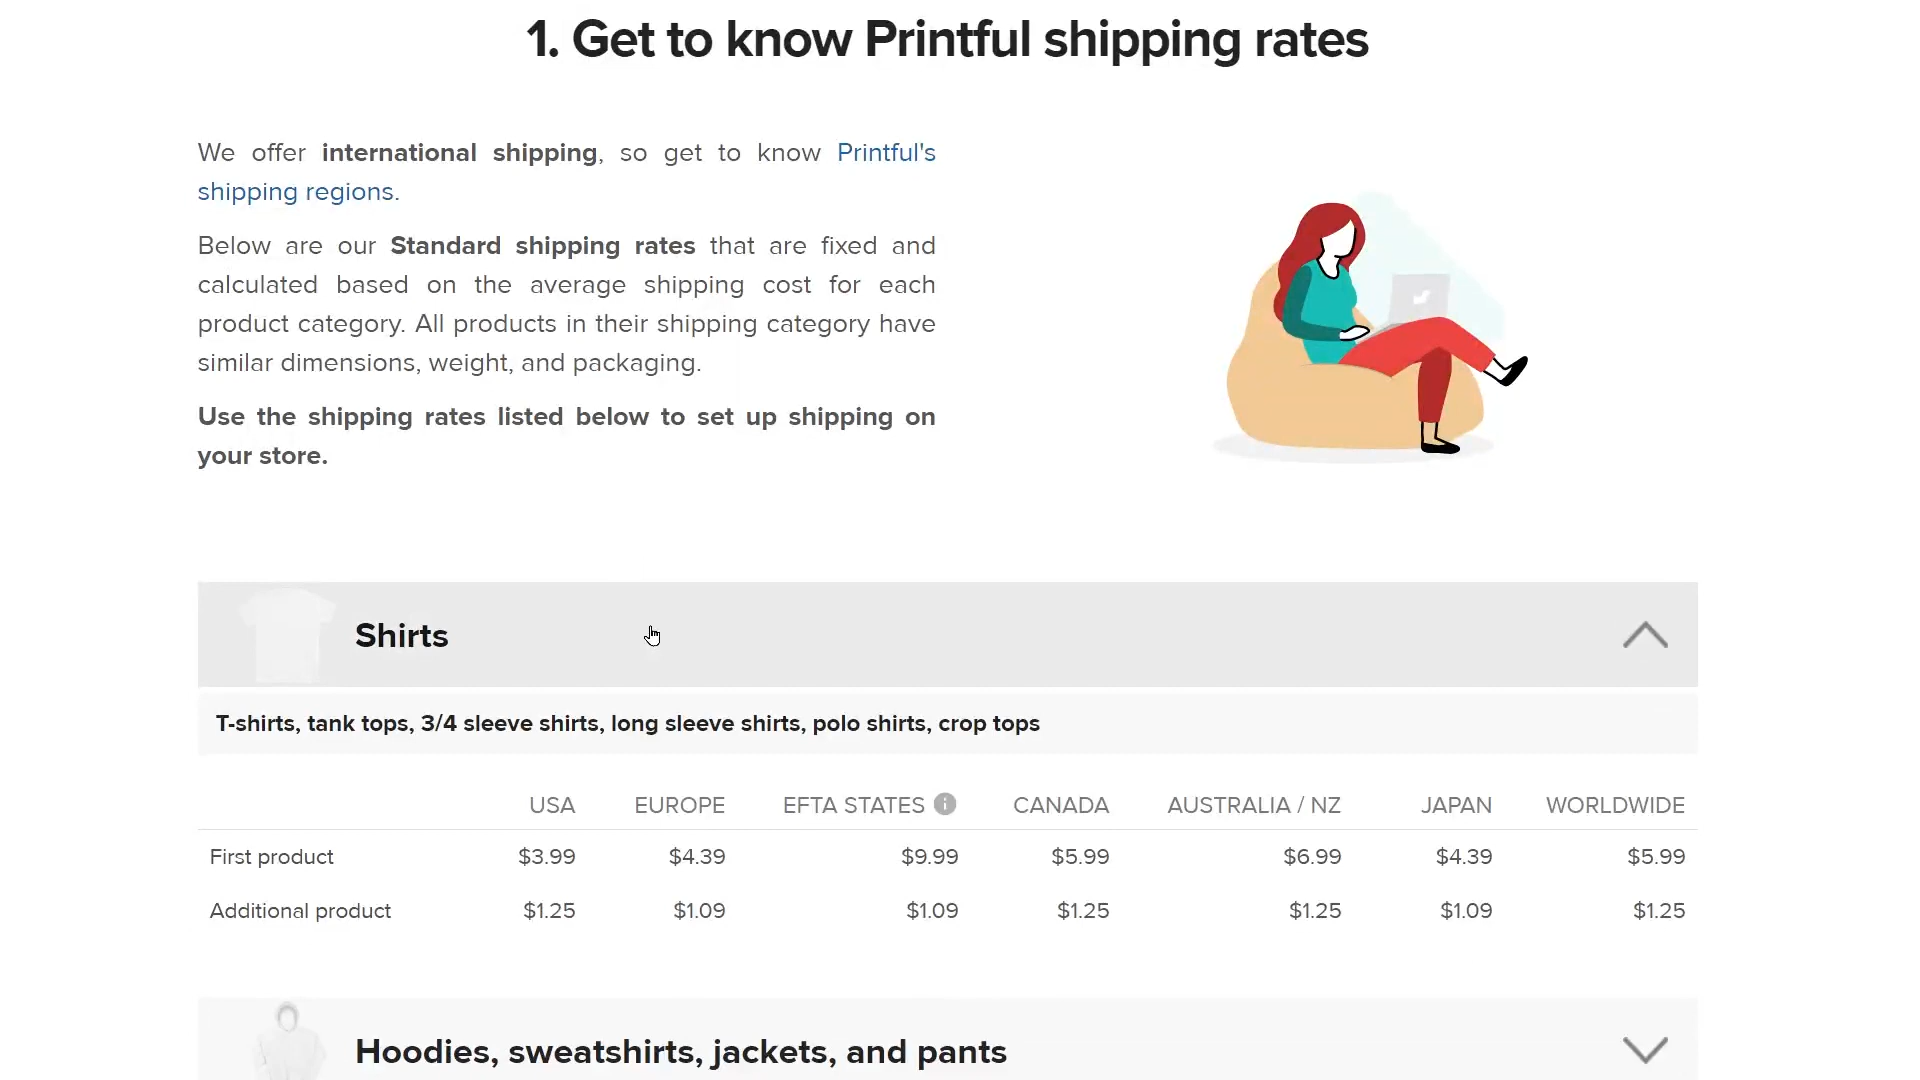 1. Get to know Printful shipping rates
We offer international shipping, so get to know Printful's
shipping regions.
Below are our Standard shipping rates that are fixed and
calculated based on the average shipping cost for each
product category. All products in their shipping category have
similar dimensions, weight, and packaging.
Use the shipping rates listed below to set up shipping on
your store.
Shirts
T-shirts, tank tops, 3/4 sleeve shirts, long sleeve shirts, polo shirts, crop tops
USA EUROPE EFTA STATES i CANADA AUSTRALIA / NZ JAPAN WORLDWIDE
First product $3.99 $4.39 $9.99 $5.99 $6.99 $4.39 $5.99
Additional product $1.25 $1.09 $1.09 $1.25 $1.25 $1.09 $1.25
Hoodies, sweatshirts, jackets, and pants